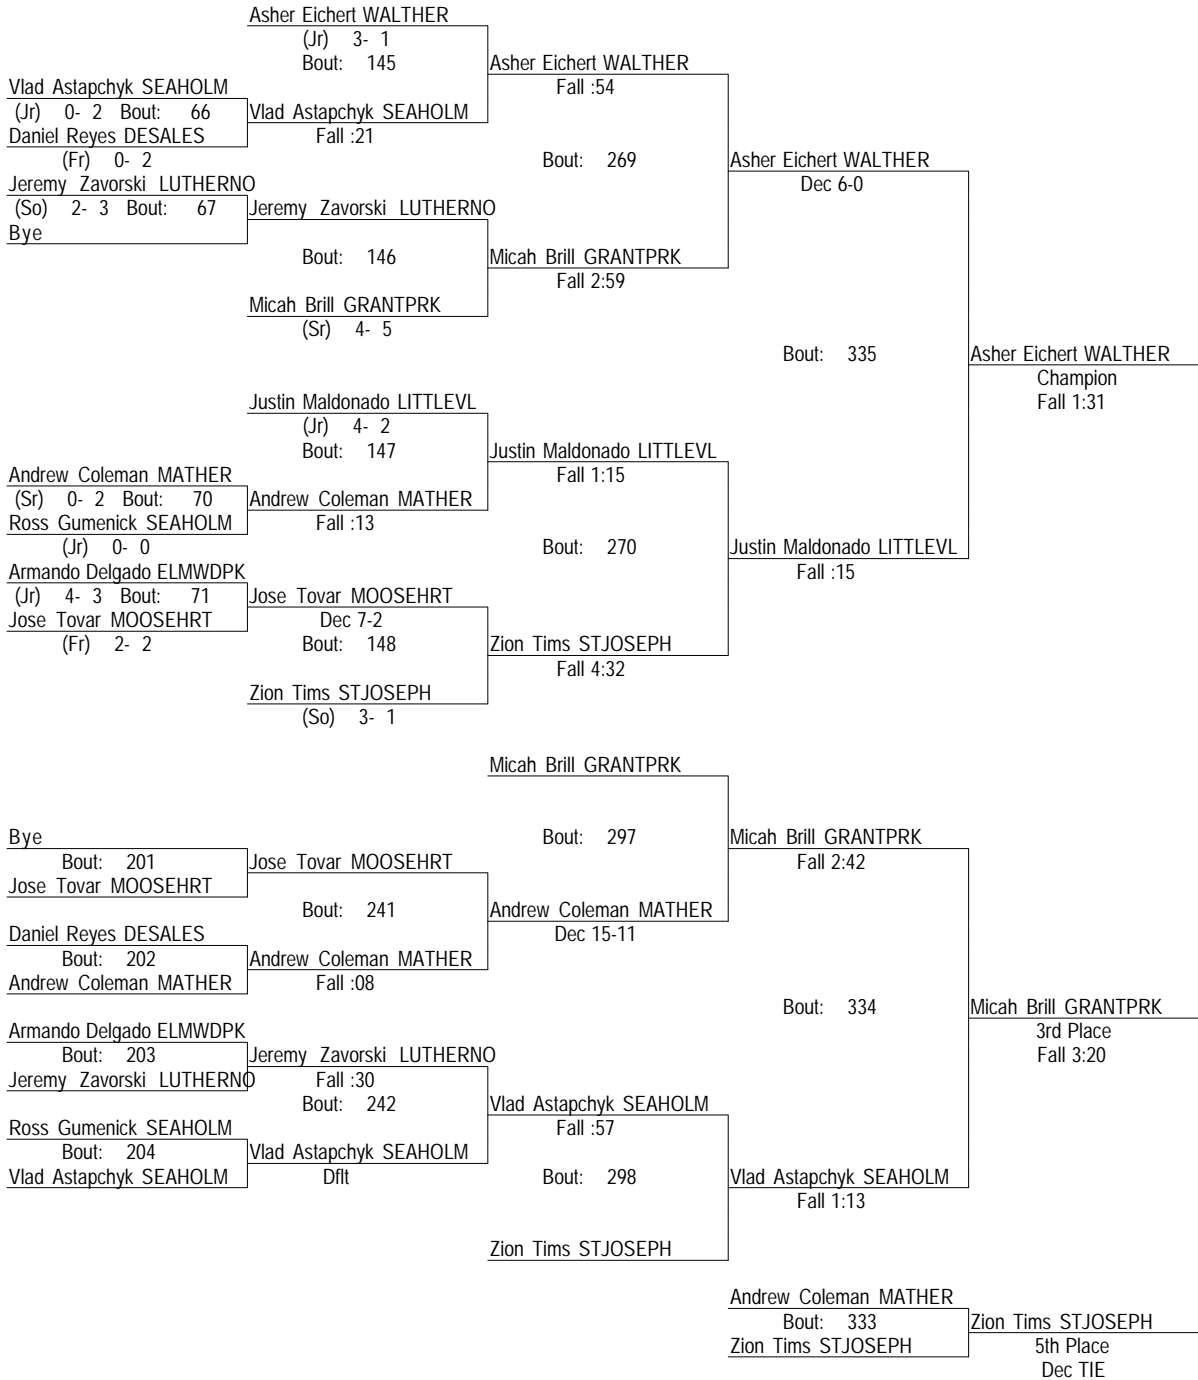 Asher Eichert WALTHER
(Jr) 3- 1
Bout: 145
Asher Eichert WALTHER
Fall :54
Vlad Astapchyk SEAHOLM
(Jr) 0- 2 Bout: 66
Vlad Astapchyk SEAHOLM
Fall :21
Daniel Reyes DESALES
(Fr) 0- 2
Bout: 269
Asher Eichert WALTHER
Dec 6-0
Jeremy Zavorski LUTHERNO
(So) 2- 3 Bout: 67
Jeremy Zavorski LUTHERNO
Bye
Bout: 146
Micah Brill GRANTPRK
Fall 2:59
Micah Brill GRANTPRK
(Sr) 4- 5
Bout: 335
Asher Eichert WALTHER
Champion
Fall 1:31
Justin Maldonado LITTLEVL
(Jr) 4- 2
Bout: 147
Justin Maldonado LITTLEVL
Fall 1:15
Andrew Coleman MATHER
(Sr) 0- 2 Bout: 70
Andrew Coleman MATHER
Fall :13
Ross Gumenick SEAHOLM
(Jr) 0- 0
Bout: 270
Justin Maldonado LITTLEVL
Fall :15
Armando Delgado ELMWDPK
(Jr) 4- 3 Bout: 71
Jose Tovar MOOSEHRT
Dec 7-2
Jose Tovar MOOSEHRT
(Fr) 2- 2
Bout: 148
Zion Tims STJOSEPH
Fall 4:32
Zion Tims STJOSEPH
(So) 3- 1
Micah Brill GRANTPRK
Bye
Bout: 201
Jose Tovar MOOSEHRT
Jose Tovar MOOSEHRT
Bout: 297
Micah Brill GRANTPRK
Fall 2:42
Bout: 241
Andrew Coleman MATHER
Dec 15-11
Daniel Reyes DESALES
Bout: 202
Andrew Coleman MATHER
Andrew Coleman MATHER
Fall :08
Bout: 334
Micah Brill GRANTPRK
3rd Place
Fall 3:20
Armando Delgado ELMWDPK
Bout: 203
Jeremy Zavorski LUTHERNO
Jeremy Zavorski LUTHERNO
Fall :30
Bout: 242
Vlad Astapchyk SEAHOLM
Fall :57
Ross Gumenick SEAHOLM
Bout: 204
Vlad Astapchyk SEAHOLM
Vlad Astapchyk SEAHOLM
Dflt
Bout: 298
Vlad Astapchyk SEAHOLM
Fall 1:13
Zion Tims STJOSEPH
Andrew Coleman MATHER
Bout: 333
Zion Tims STJOSEPH
Zion Tims STJOSEPH
5th Place
Dec TIE